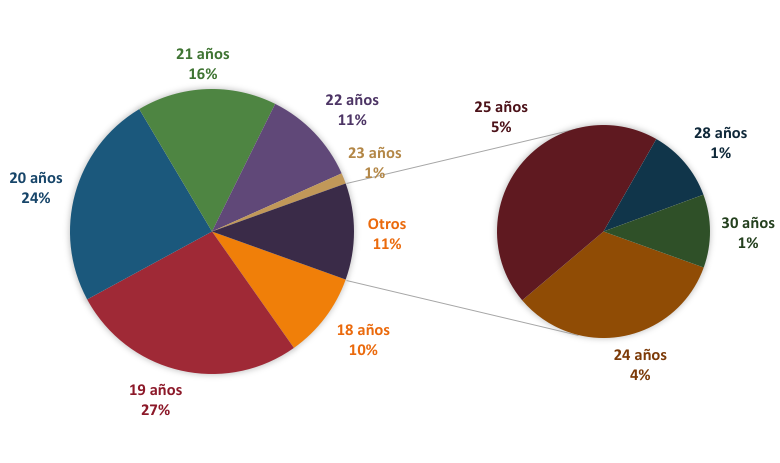 21 años
16%
22 años
11%
23 años
1%
20 años
24%
Otros
11%
18 años
10%
19 años
27%
25 años
5%
28 años
1%
30 años
1%
24 años
4%